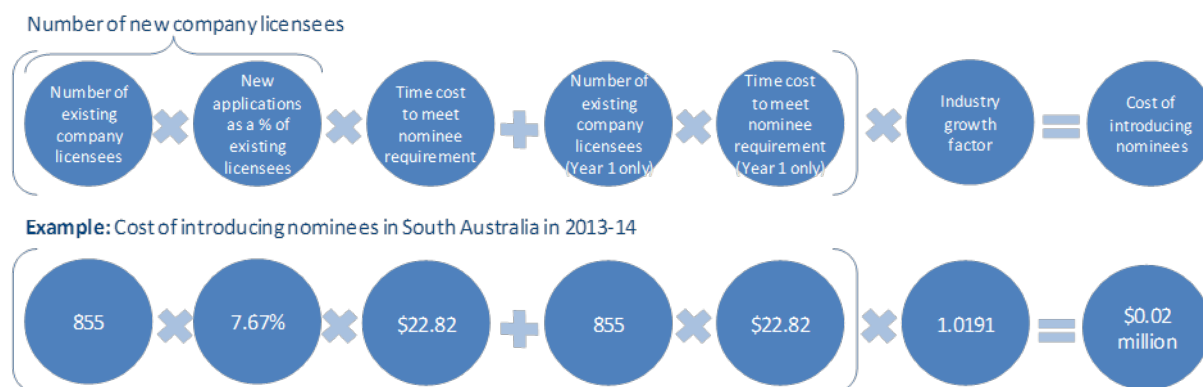 Number of new company licensees
Number of
existing
company
licensees
New
applications
as a % of
existing
licensees
Time cost
to meet
nominee
requirement
Number of
existing
company
licensees
(Year 1 only)
Time cost
to meet
nominee
requirement
(Year 1 only)
Industry
growth
factor
Cost of
introducing
nominees
Example: Cost of introducing nominees in South Australia in 2013-14
855
7.67%
$22.82
855
$22.82
1.0191
$0.02
million